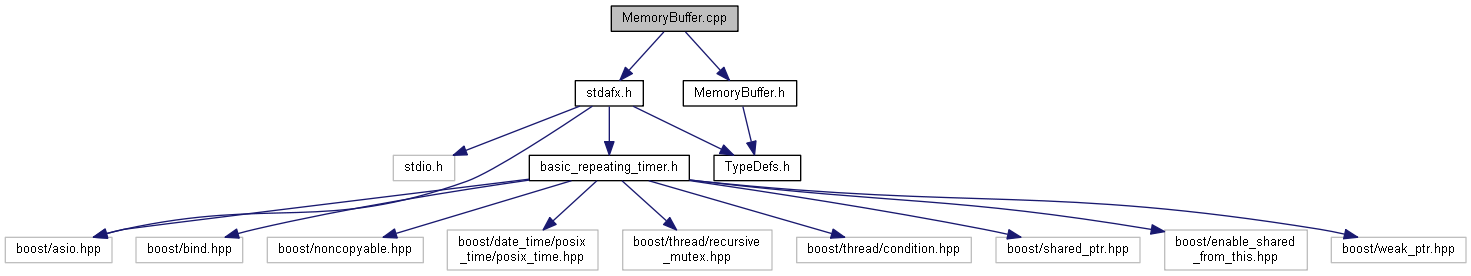 MemoryBuffer.cpp
stdafx.h
MemoryBuffer.h
stdio.h
basic_repeating_timer.h
TypeDefs.h
boost/asio.hpp
boost/bind.hpp
boost/noncopyable.hpp
boost/date_time/posix
_time/posix_time.hpp
boost/thread/recursive
_mutex.hpp
boost/thread/condition.hpp
boost/shared_ptr.hpp
boost/enable_shared
_from_this.hpp
boost/weak_ptr.hpp